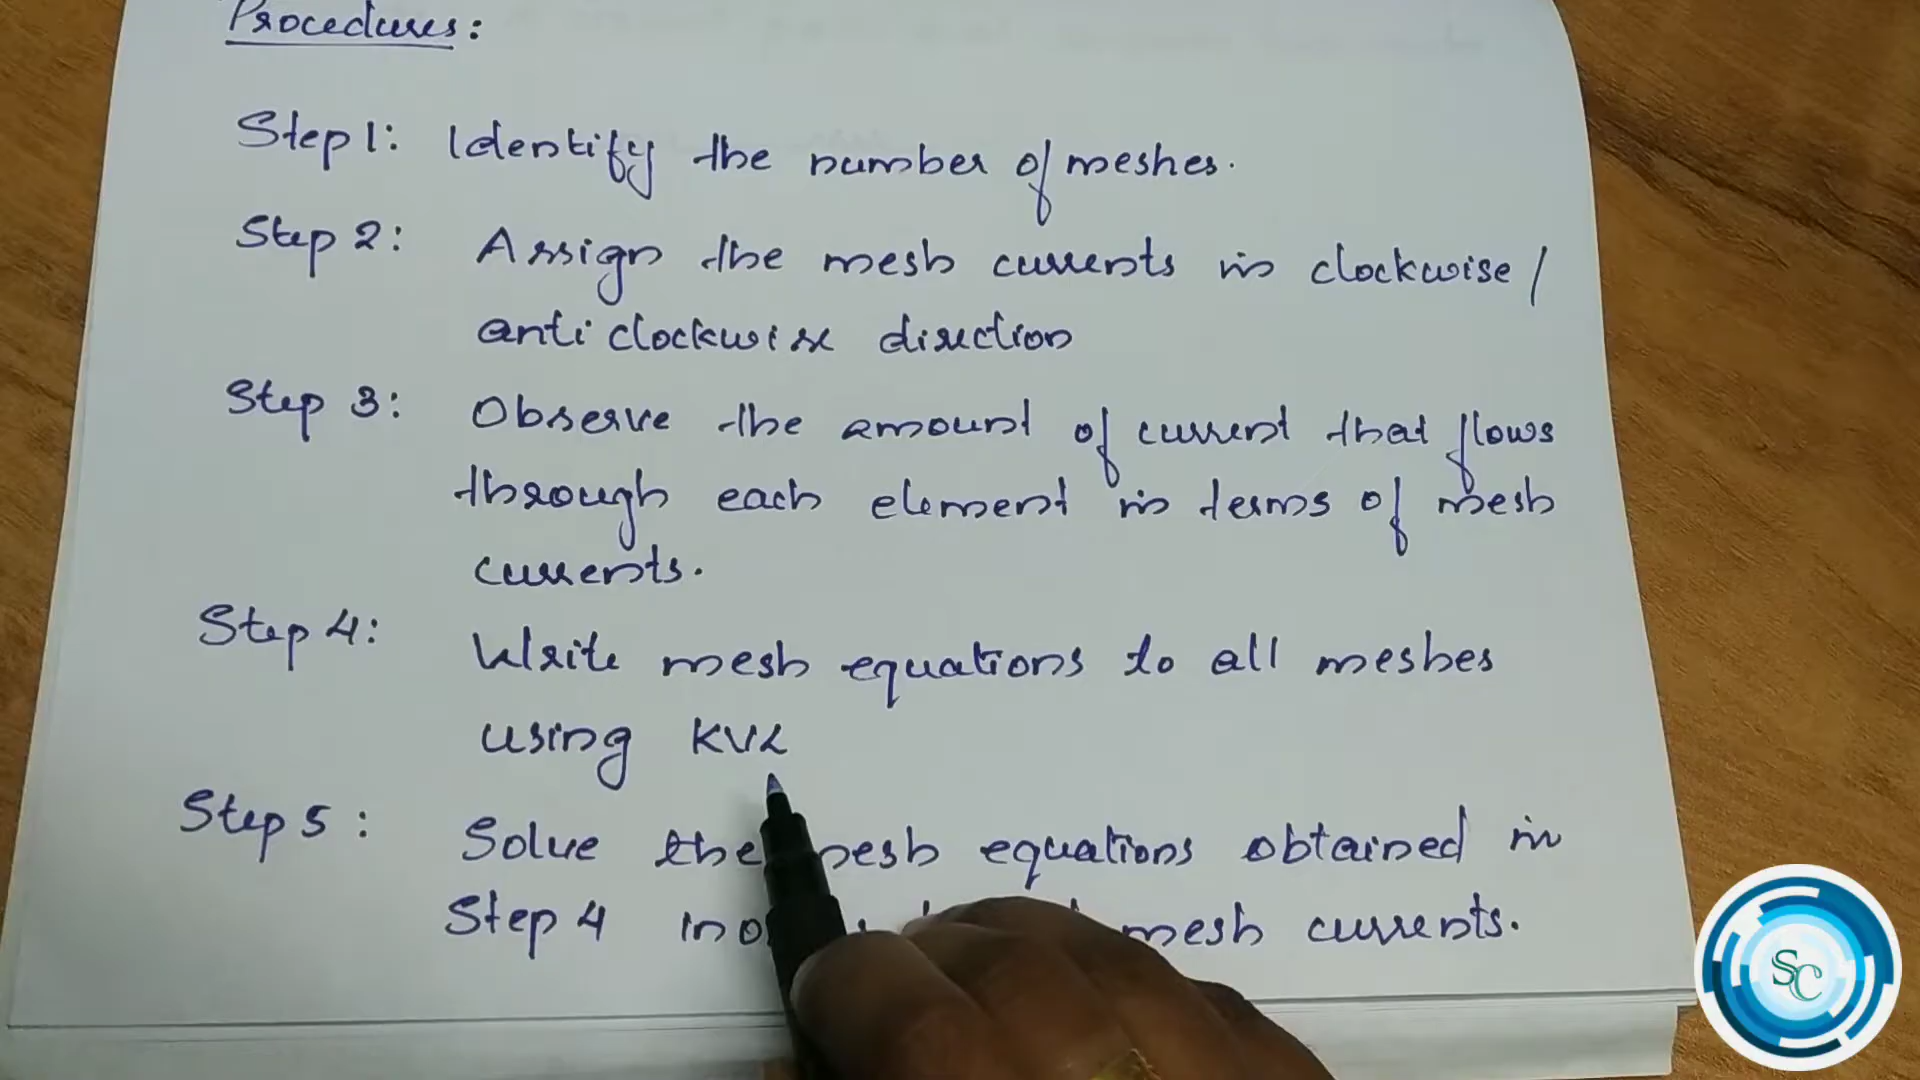 Procedures:
Step 1: Identify the number of meshes.
Step 2: Assign the mesh currents in clockwise/
anticlockwise direction
Step 3: Observe the amount of current that flows
through each element in terms of mesh
currents.
Step 4: Write mesh equations to all meshes
using KVL
Step 5: Solve the mesh equations obtained in
Step 4 mesh currents.
SC